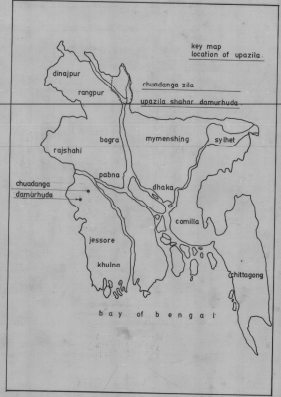 key map
location of upazila
dinajpur
rangpur
chuadanga zila
upazila shahar damurhuda
bogra
mymenshing
sylhet
rajshahi
pabna
dhaka
chuadanga
damurhuda
comilla
jessore
khulna
chittagong
bay of bengal